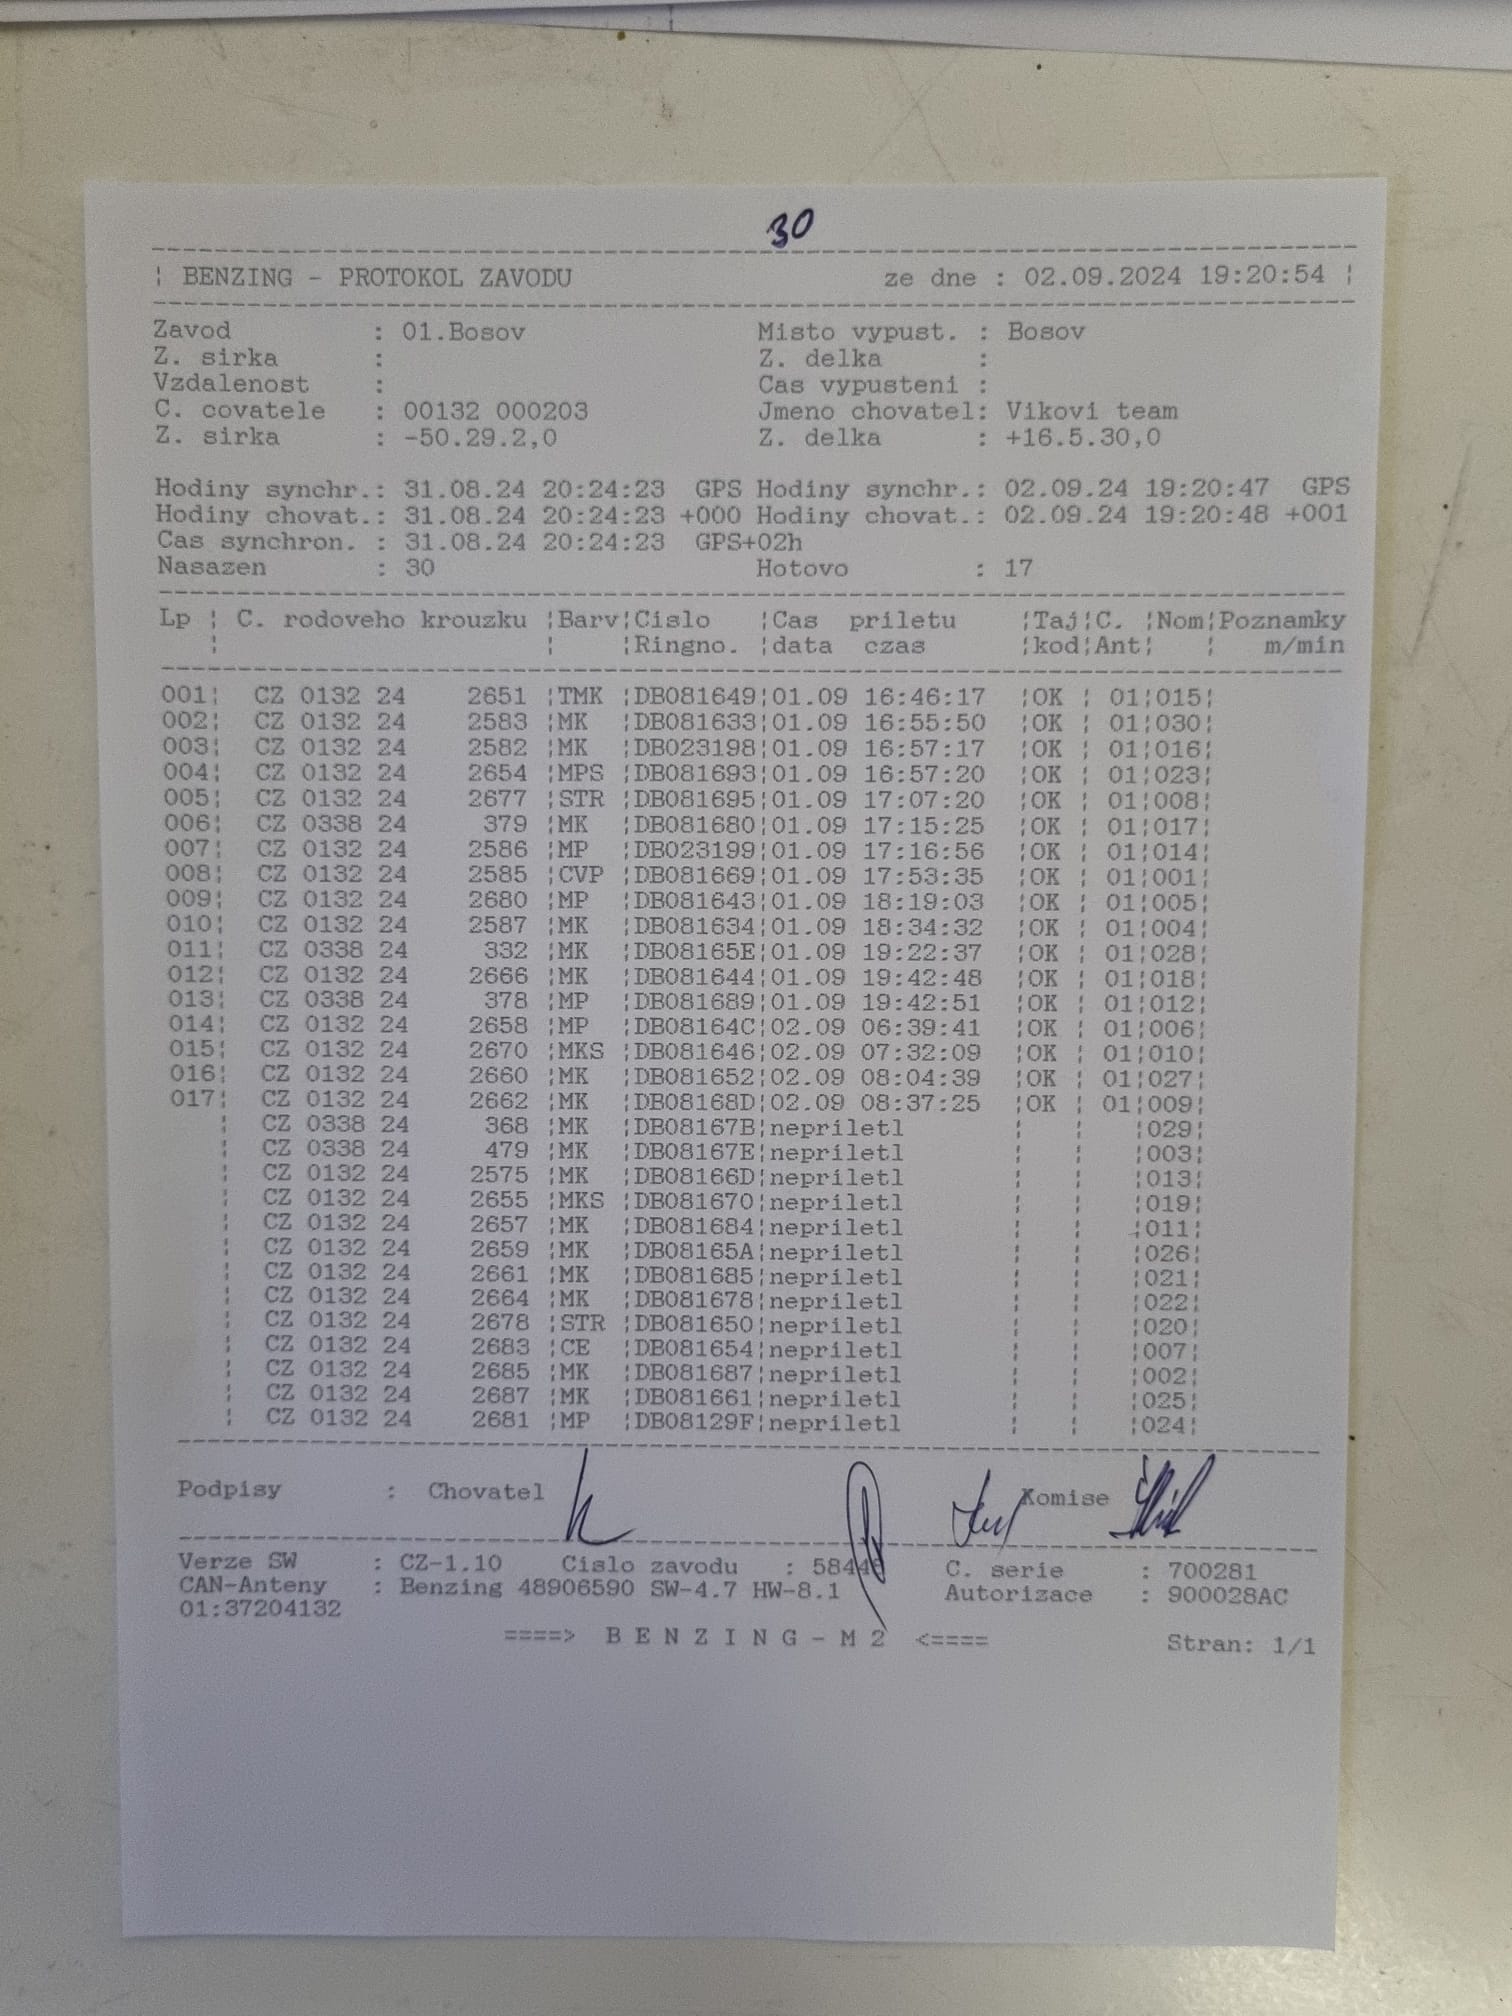 30
¦ BENZING - PROTOKOL ZAVODU ze dne : 02.09.2024 19:20:54 ¦
Zavod : 01.Bosov Misto vypust. : Bosov
Z. sirka : Z. delka :
Vzdalenost : Cas vypusteni :
C. covatele : 00132 000203 Jmeno chovatel: Vikovi team
Z. sirka : -50.29.2,0 Z. delka : +16.5.30,0
Hodiny synchr.: 31.08.24 20:24:23 GPS Hodiny synchr.: 02.09.24 19:20:47 GPS
Hodiny chovat.: 31.08.24 20:24:23 +000 Hodiny chovat.: 02.09.24 19:20:48 +001
Cas synchron. : 31.08.24 20:24:23 GPS+02h
Nasazen : 30 Hotovo : 17
Lp ¦ C. rodoveho krouzku ¦Barv¦Cislo ¦Cas priletu ¦Taj¦C. ¦Nom¦Poznamky
¦ ¦ ¦Ringno. ¦data czas ¦kod¦Ant¦ ¦ m/min
001¦ CZ 0132 24 2651 ¦TMK ¦DB081649¦01.09 16:46:17 ¦OK ¦ 01¦015¦
002¦ CZ 0132 24 2583 ¦MK ¦DB081633¦01.09 16:55:50 ¦OK ¦ 01¦030¦
003¦ CZ 0132 24 2582 ¦MK ¦DB023198¦01.09 16:57:17 ¦OK ¦ 01¦016¦
004¦ CZ 0132 24 2654 ¦MPS ¦DB081693¦01.09 16:57:20 ¦OK ¦ 01¦023¦
005¦ CZ 0132 24 2677 ¦STR ¦DB081695¦01.09 17:07:20 ¦OK ¦ 01¦008¦
006¦ CZ 0338 24 379 ¦MK ¦DB081680¦01.09 17:15:25 ¦OK ¦ 01¦017¦
007¦ CZ 0132 24 2586 ¦MP ¦DB023199¦01.09 17:16:56 ¦OK ¦ 01¦014¦
008¦ CZ 0132 24 2585 ¦CVP ¦DB081669¦01.09 17:53:35 ¦OK ¦ 01¦001¦
009¦ CZ 0132 24 2680 ¦MP ¦DB081643¦01.09 18:19:03 ¦OK ¦ 01¦005¦
010¦ CZ 0132 24 2587 ¦MK ¦DB081634¦01.09 18:34:32 ¦OK ¦ 01¦004¦
011¦ CZ 0338 24 332 ¦MK ¦DB08165E¦01.09 19:22:37 ¦OK ¦ 01¦028¦
012¦ CZ 0132 24 2666 ¦MK ¦DB081644¦01.09 19:42:48 ¦OK ¦ 01¦018¦
013¦ CZ 0338 24 378 ¦MP ¦DB081689¦01.09 19:42:51 ¦OK ¦ 01¦012¦
014¦ CZ 0132 24 2658 ¦MP ¦DB08164C¦02.09 06:39:41 ¦OK ¦ 01¦006¦
015¦ CZ 0132 24 2670 ¦MKS ¦DB081646¦02.09 07:32:09 ¦OK ¦ 01¦010¦
016¦ CZ 0132 24 2660 ¦MK ¦DB081652¦02.09 08:04:39 ¦OK ¦ 01¦027¦
017¦ CZ 0132 24 2662 ¦MK ¦DB08168D¦02.09 08:37:25 ¦OK ¦ 01¦009¦
¦ CZ 0338 24 368 ¦MK ¦DB08167B¦nepriletl ¦ ¦ ¦029¦
¦ CZ 0338 24 479 ¦MK ¦DB08167E¦nepriletl ¦ ¦ ¦003¦
¦ CZ 0132 24 2575 ¦MK ¦DB08166D¦nepriletl ¦ ¦ ¦013¦
¦ CZ 0132 24 2655 ¦MKS ¦DB081670¦nepriletl ¦ ¦ ¦019¦
¦ CZ 0132 24 2657 ¦MK ¦DB081684¦nepriletl ¦ ¦ ¦011¦
¦ CZ 0132 24 2659 ¦MK ¦DB08165A¦nepriletl ¦ ¦ ¦026¦
¦ CZ 0132 24 2661 ¦MK ¦DB081685¦nepriletl ¦ ¦ ¦021¦
¦ CZ 0132 24 2664 ¦MK ¦DB081678¦nepriletl ¦ ¦ ¦022¦
¦ CZ 0132 24 2678 ¦STR ¦DB081650¦nepriletl ¦ ¦ ¦020¦
¦ CZ 0132 24 2683 ¦CE ¦DB081654¦nepriletl ¦ ¦ ¦007¦
¦ CZ 0132 24 2685 ¦MK ¦DB081687¦nepriletl ¦ ¦ ¦002¦
¦ CZ 0132 24 2687 ¦MK ¦DB081661¦nepriletl ¦ ¦ ¦025¦
¦ CZ 0132 24 2681 ¦MP ¦DB08129F¦nepriletl ¦ ¦ ¦024¦
Podpisy : Chovatel Komise
Verze SW : CZ-1.10 Cislo zavodu : C. serie : 700281
CAN-Anteny : Benzing 48906590 SW-4.7 HW-8.1 Autorizace : 900028AC
01:37204132
====> B E N Z I N G - M 2 <==== Stran: 1/1